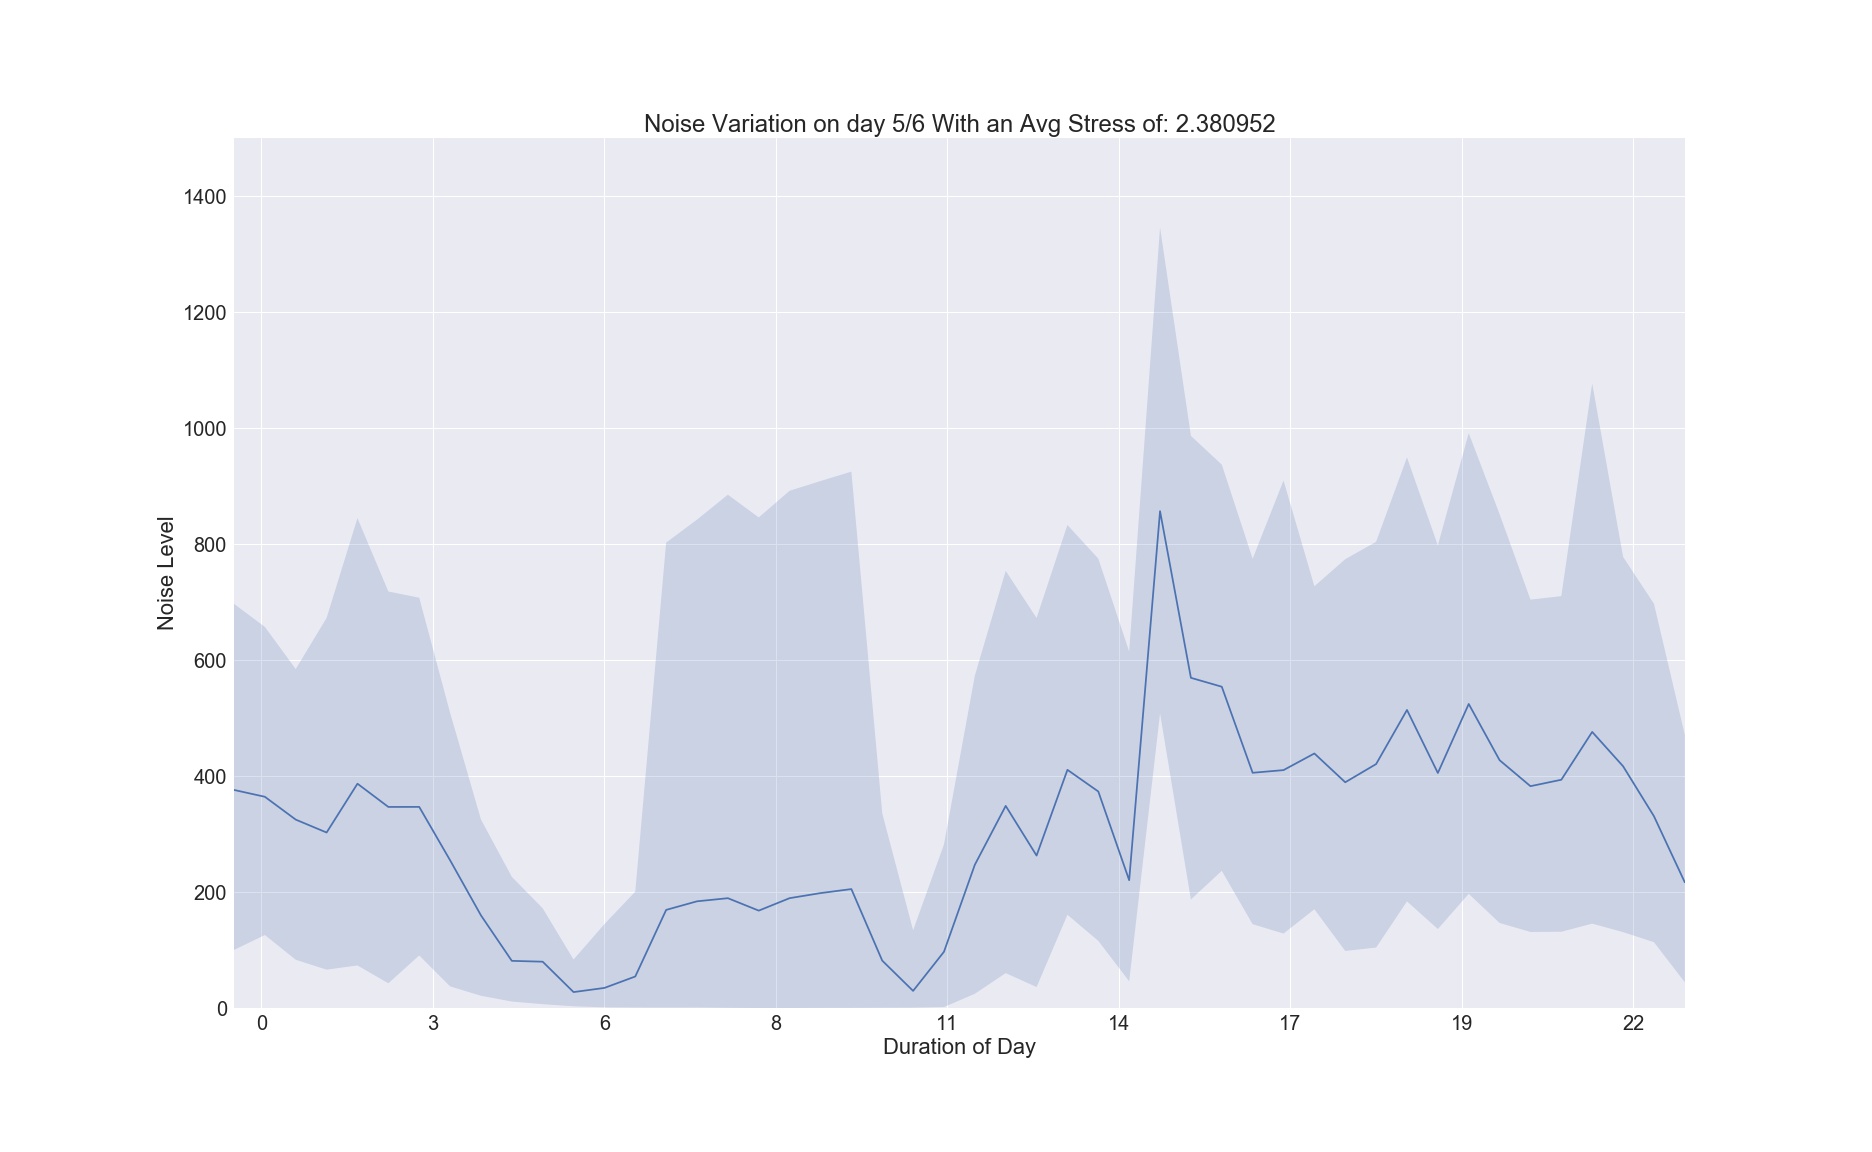 Noise Variation on day 5/6 With an Avg Stress of: 2.380952
1400
1200
1000
800
600
400
200
0
Noise Level
0 3 6 8 11 14 17 19 22
Duration of Day